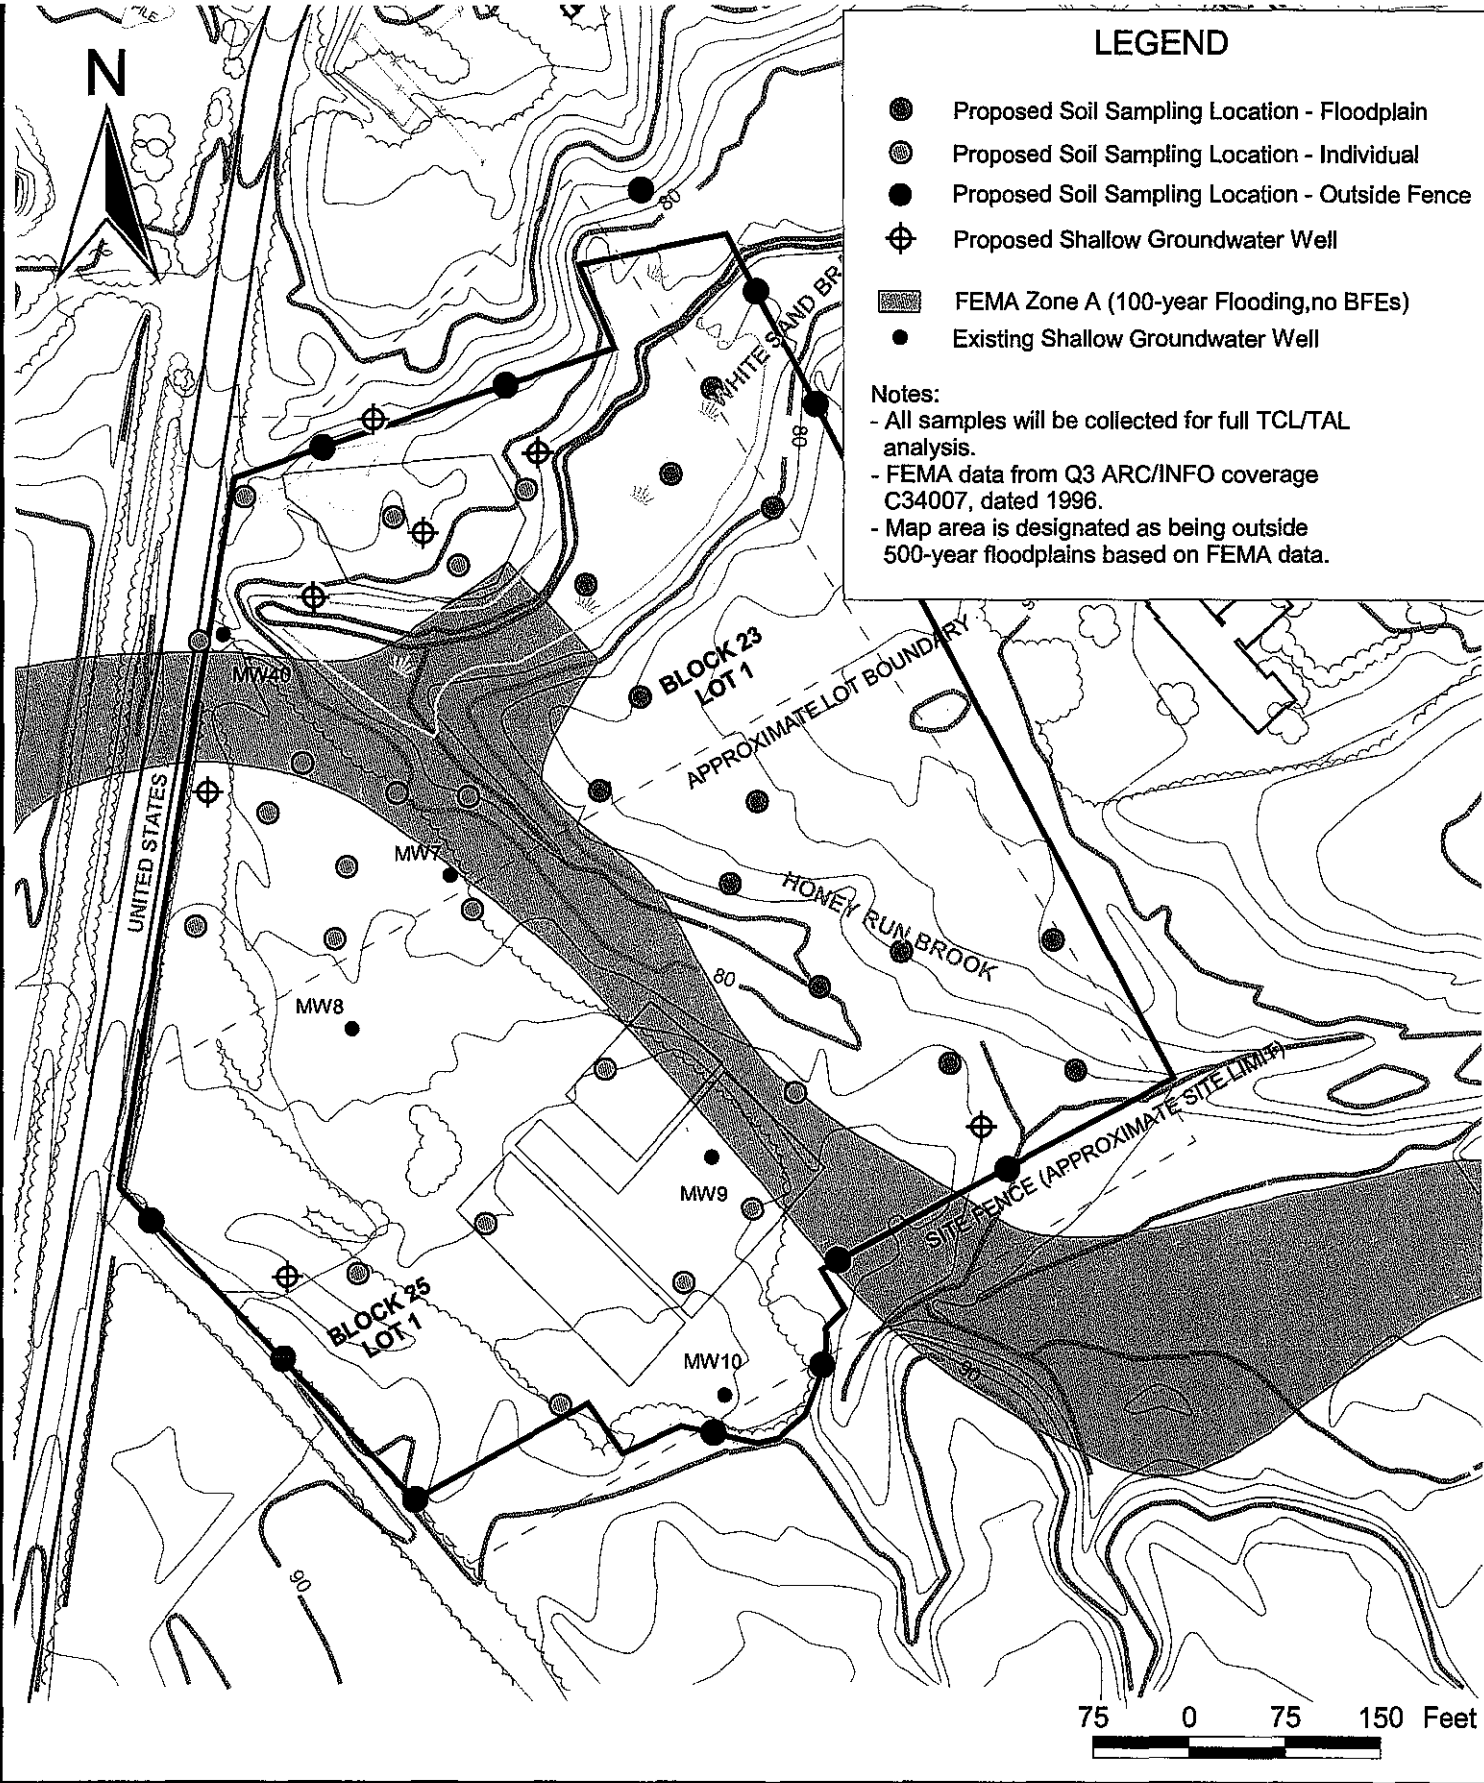 N
LEGEND
Proposed Soil Sampling Location - Floodplain
Proposed Soil Sampling Location - Individual
Proposed Soil Sampling Location - Outside Fence
Proposed Shallow Groundwater Well
FEMA Zone A (100-year Flooding,no BFEs)
Existing Shallow Groundwater Well
Notes:
- All samples will be collected for full TCL/TAL
analysis.
- FEMA data from Q3 ARC/INFO coverage
C34007, dated 1996.
- Map area is designated as being outside
500-year floodplains based on FEMA data.
80
WHITE SAND BR
80
BLOCK 23
LOT 1
APPROXIMATE LOT BOUNDARY
MW40
UNITED STATES
MW7
HONEY RUN BROOK
80
MW8
SITE FENCE (APPROXIMATE SITE LIMIT)
MW9
BLOCK 25
LOT 1
MW10
80
90
75 0 75 150 Feet